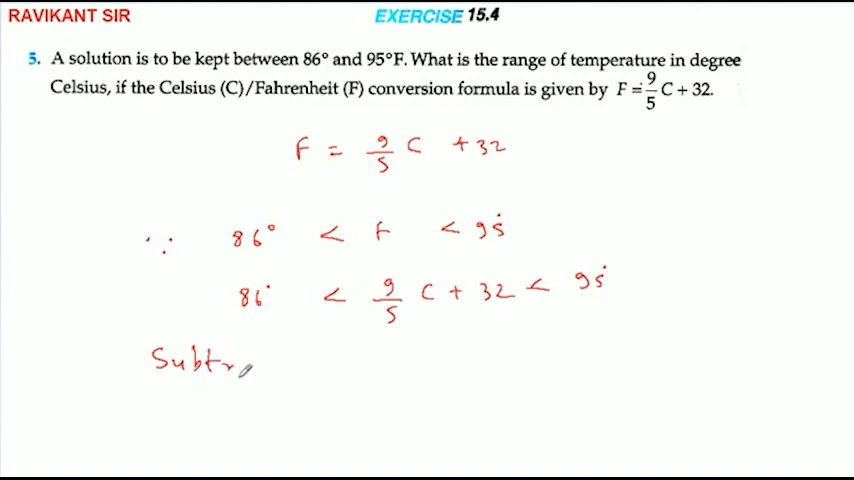 RAVIKANT SIR
EXERCISE 15.4
5. A solution is to be kept between 86° and 95°F. What is the range of temperature in degree
Celsius, if the Celsius (C)/Fahrenheit (F) conversion formula is given by F = 9/5 C + 32.
F = 9/5 C + 32
∵ 86° < F < 95°
86° < 9/5 C + 32 < 95°
Subtr